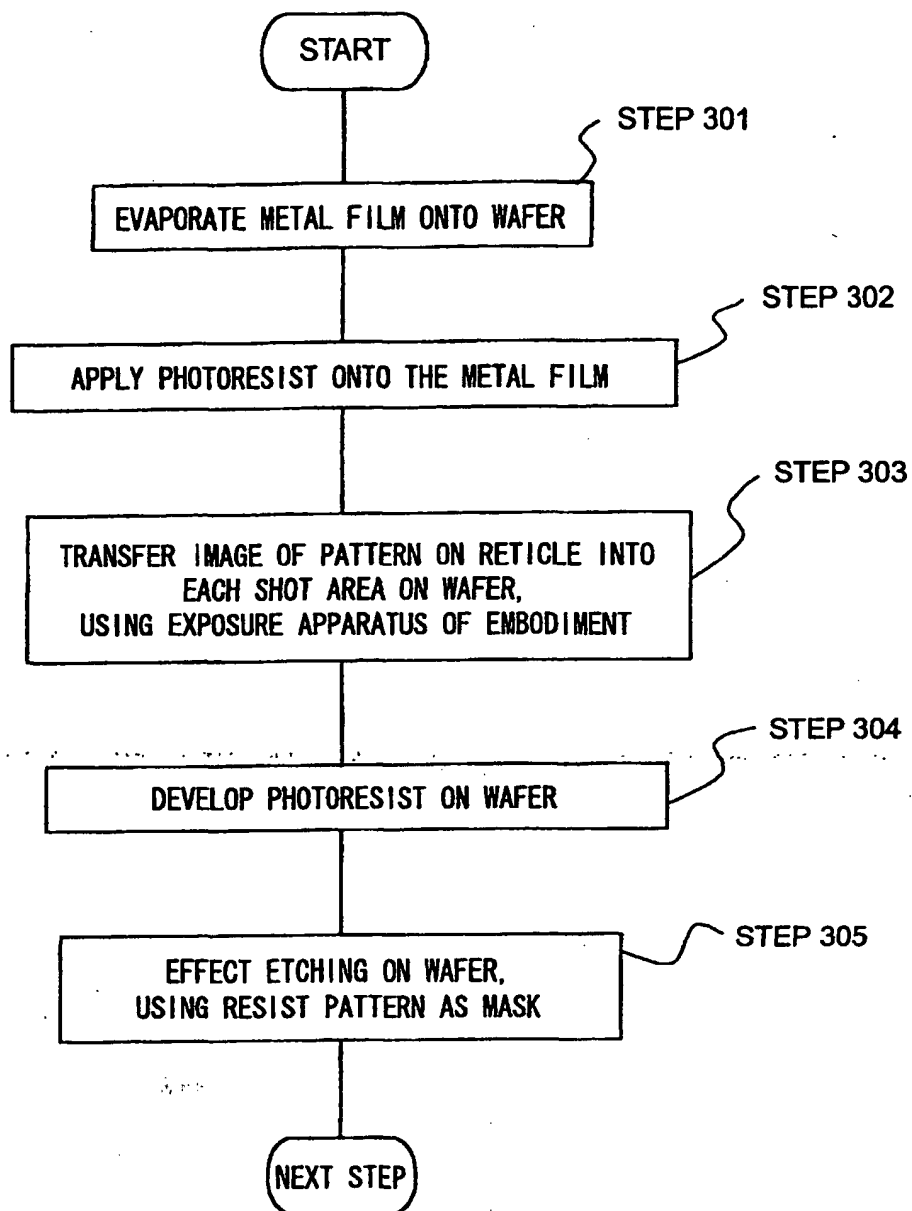 START
STEP 301
EVAPORATE METAL FILM ONTO WAFER
STEP 302
APPLY PHOTORESIST ONTO THE METAL FILM
STEP 303
TRANSFER IMAGE OF PATTERN ON RETICLE INTO
EACH SHOT AREA ON WAFER,
USING EXPOSURE APPARATUS OF EMBODIMENT
STEP 304
DEVELOP PHOTORESIST ON WAFER
STEP 305
EFFECT ETCHING ON WAFER,
USING RESIST PATTERN AS MASK
NEXT STEP